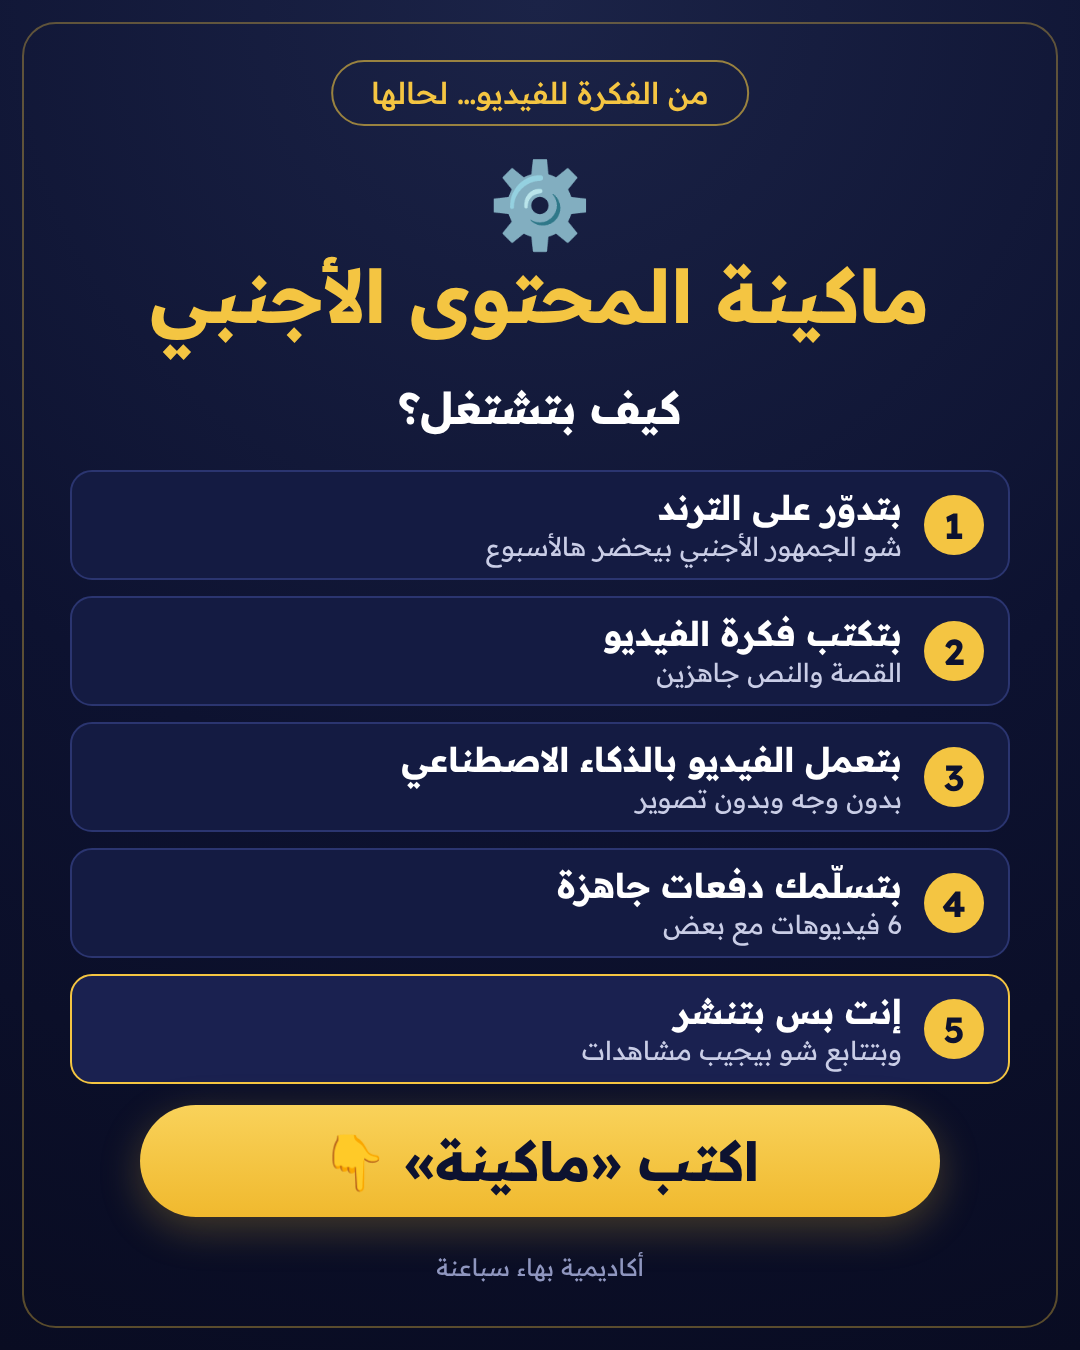 من الفكرة للفيديو... لحالها
ماكينة المحتوى الأجنبي
كيف بتشتغل؟
1
بتدوّر على الترند
شو الجمهور الأجنبي بيحضر هالأسبوع
2
بتكتب فكرة الفيديو
القصة والنص جاهزين
3
بتعمل الفيديو بالذكاء الاصطناعي
بدون وجه وبدون تصوير
4
بتسلّمك دفعات جاهزة
6 فيديوهات مع بعض
5
إنت بس بتنشر
وبتتابع شو بيجيب مشاهدات
اكتب «ماكينة» 👇
أكاديمية بهاء سباعنة